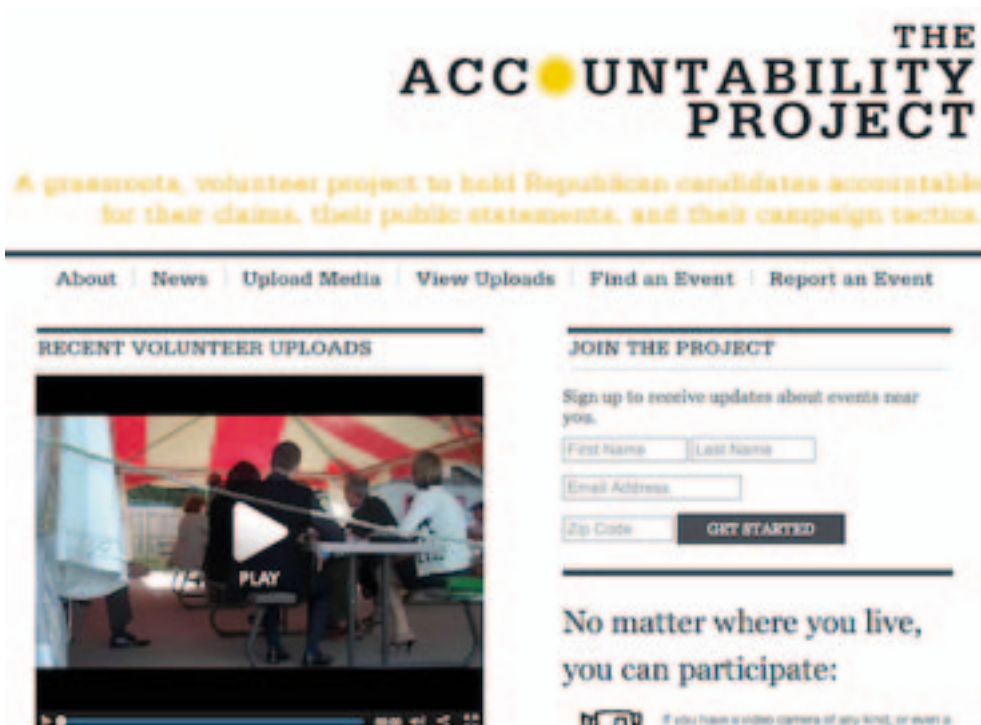 THE
ACCOUNTABILITY
PROJECT
A grassroots, volunteer project to hold Republican candidates accountable
for their claims, their public statements, and their campaign tactics.
About News Upload Media View Uploads Find an Event Report an Event
RECENT VOLUNTEER UPLOADS
PLAY
JOIN THE PROJECT
Sign up to receive updates about events near
you.
First Name Last Name
Email Address
Zip Code GET STARTED
No matter where you live,
you can participate:
If you have a video camera of any kind, or even a